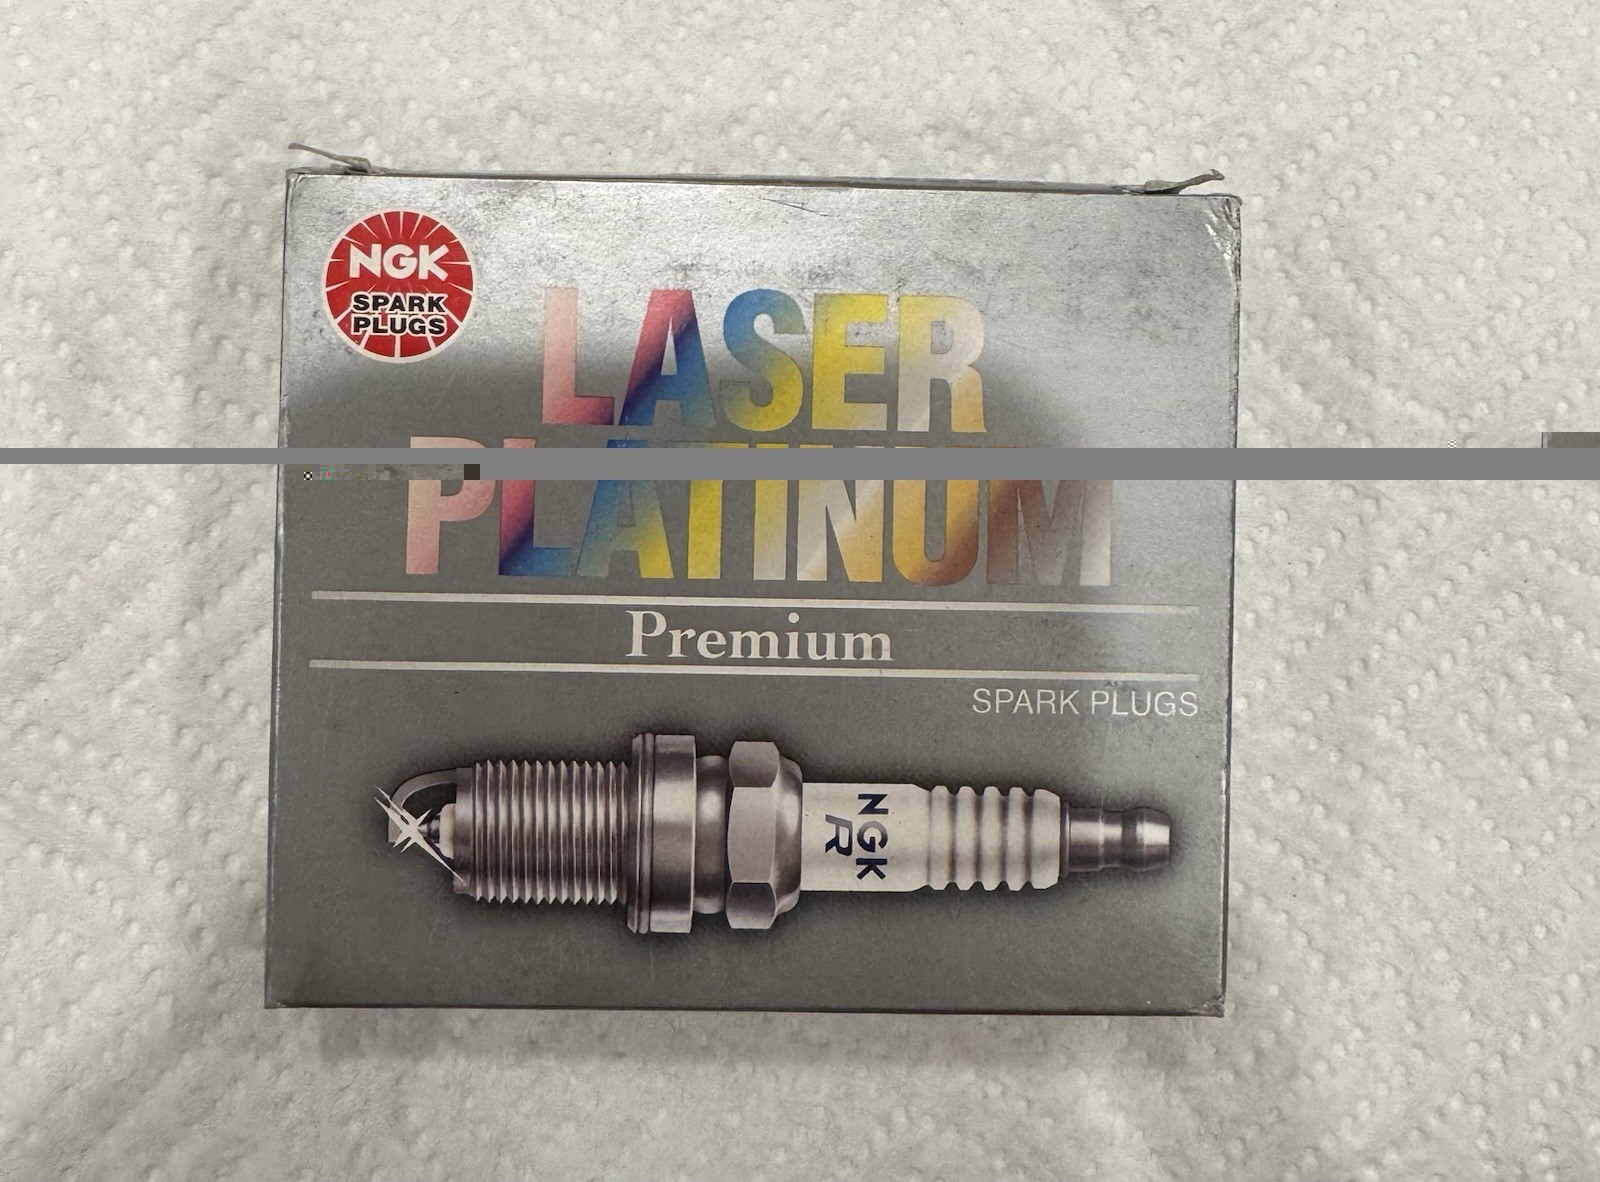 NGK
SPARK
PLUGS
LASER
PLATINUM
Premium
SPARK PLUGS
NGK
R